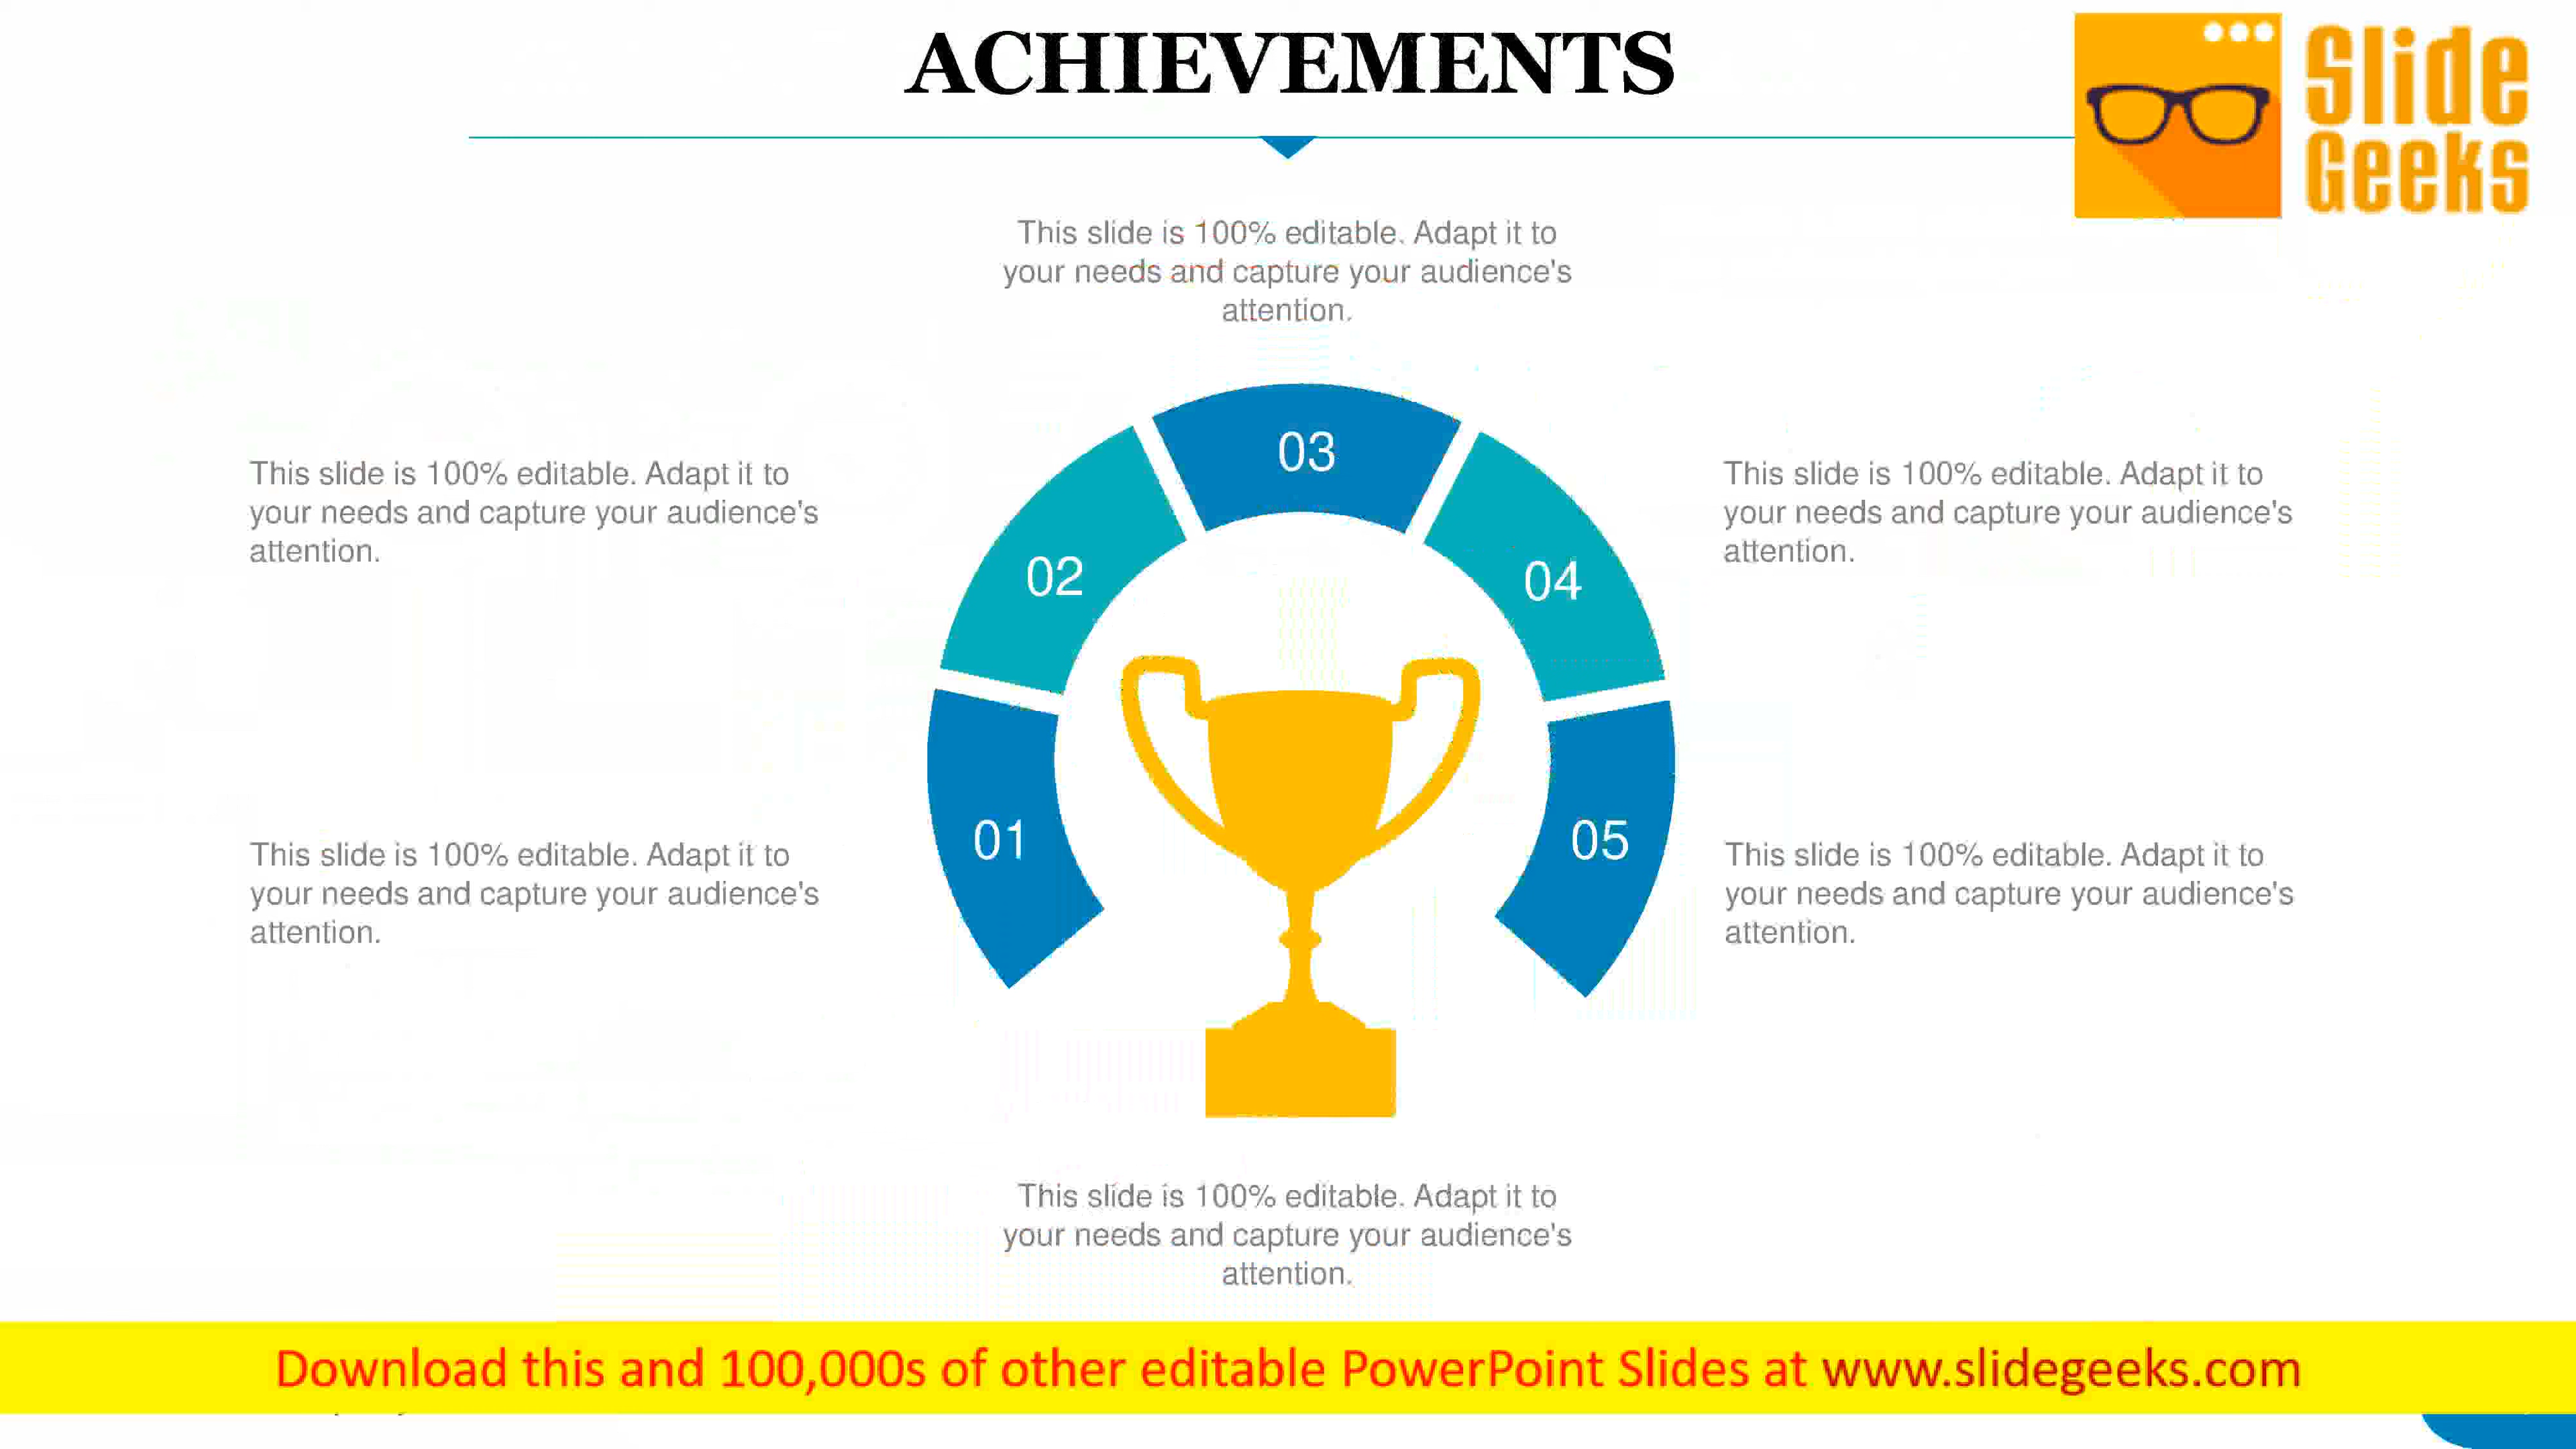 ACHIEVEMENTS
Slide
Geeks
This slide is 100% editable. Adapt it to
your needs and capture your audience's
attention.
03
This slide is 100% editable. Adapt it to
your needs and capture your audience's
attention.
02
04
This slide is 100% editable. Adapt it to
your needs and capture your audience's
attention.
This slide is 100% editable. Adapt it to
your needs and capture your audience's
attention.
01
05
This slide is 100% editable. Adapt it to
your needs and capture your audience's
attention.
This slide is 100% editable. Adapt it to
your needs and capture your audience's
attention.
Download this and 100,000s of other editable PowerPoint Slides at www.slidegeeks.com